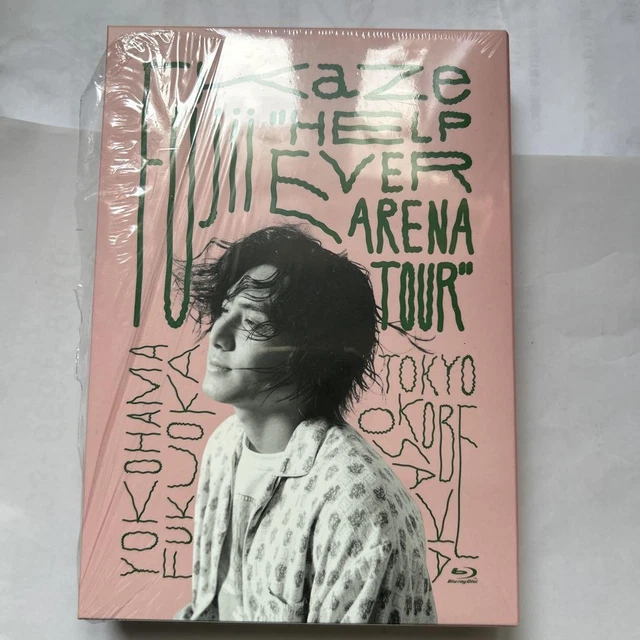 Kaze
FUjii "HELP
EVER
ARENA
TOUR"
YOKOHAMA
FUKUOKA
TOKYO
KOBE
Blu-ray Disc